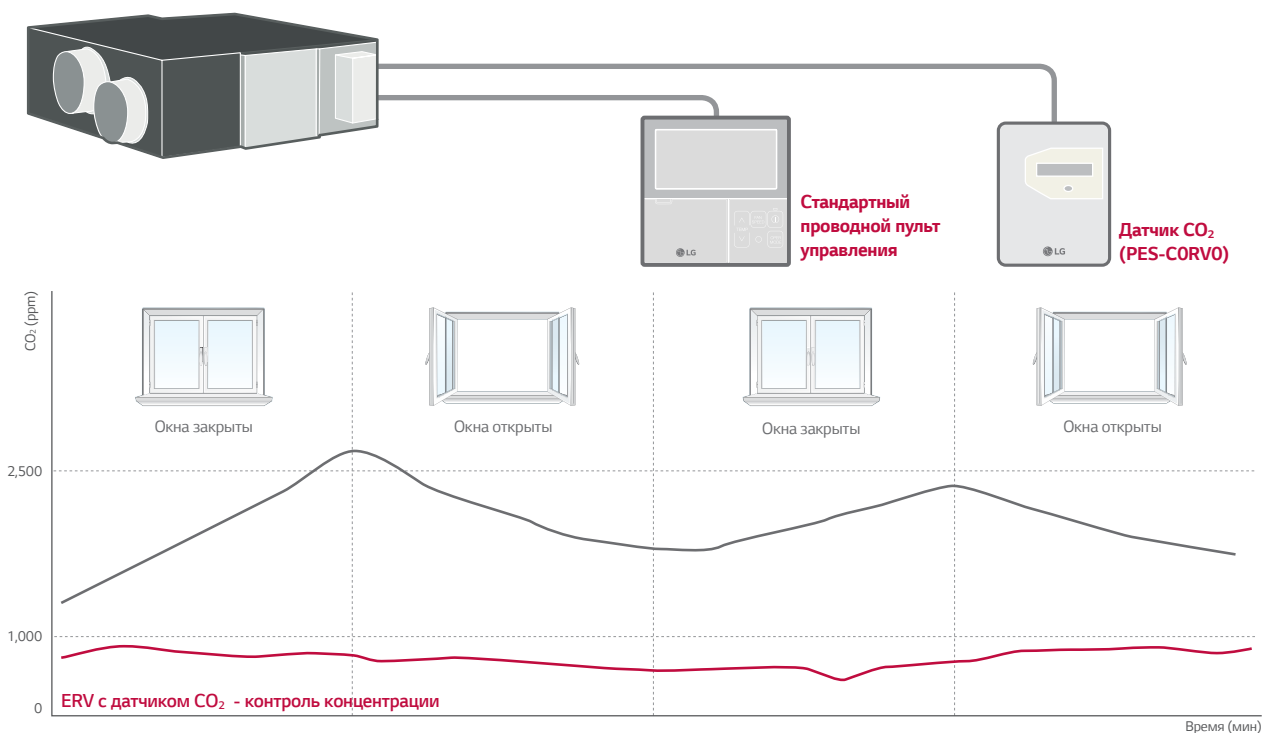 Стандартный
проводной пульт
управления
LG
Датчик CO₂
(PES-C0RV0)
LG
CO₂ (ppm)
Окна закрыты
Окна открыты
Окна закрыты
Окна открыты
2,500
1,000
ERV с датчиком CO₂ - контроль концентрации
0
Время (мин)